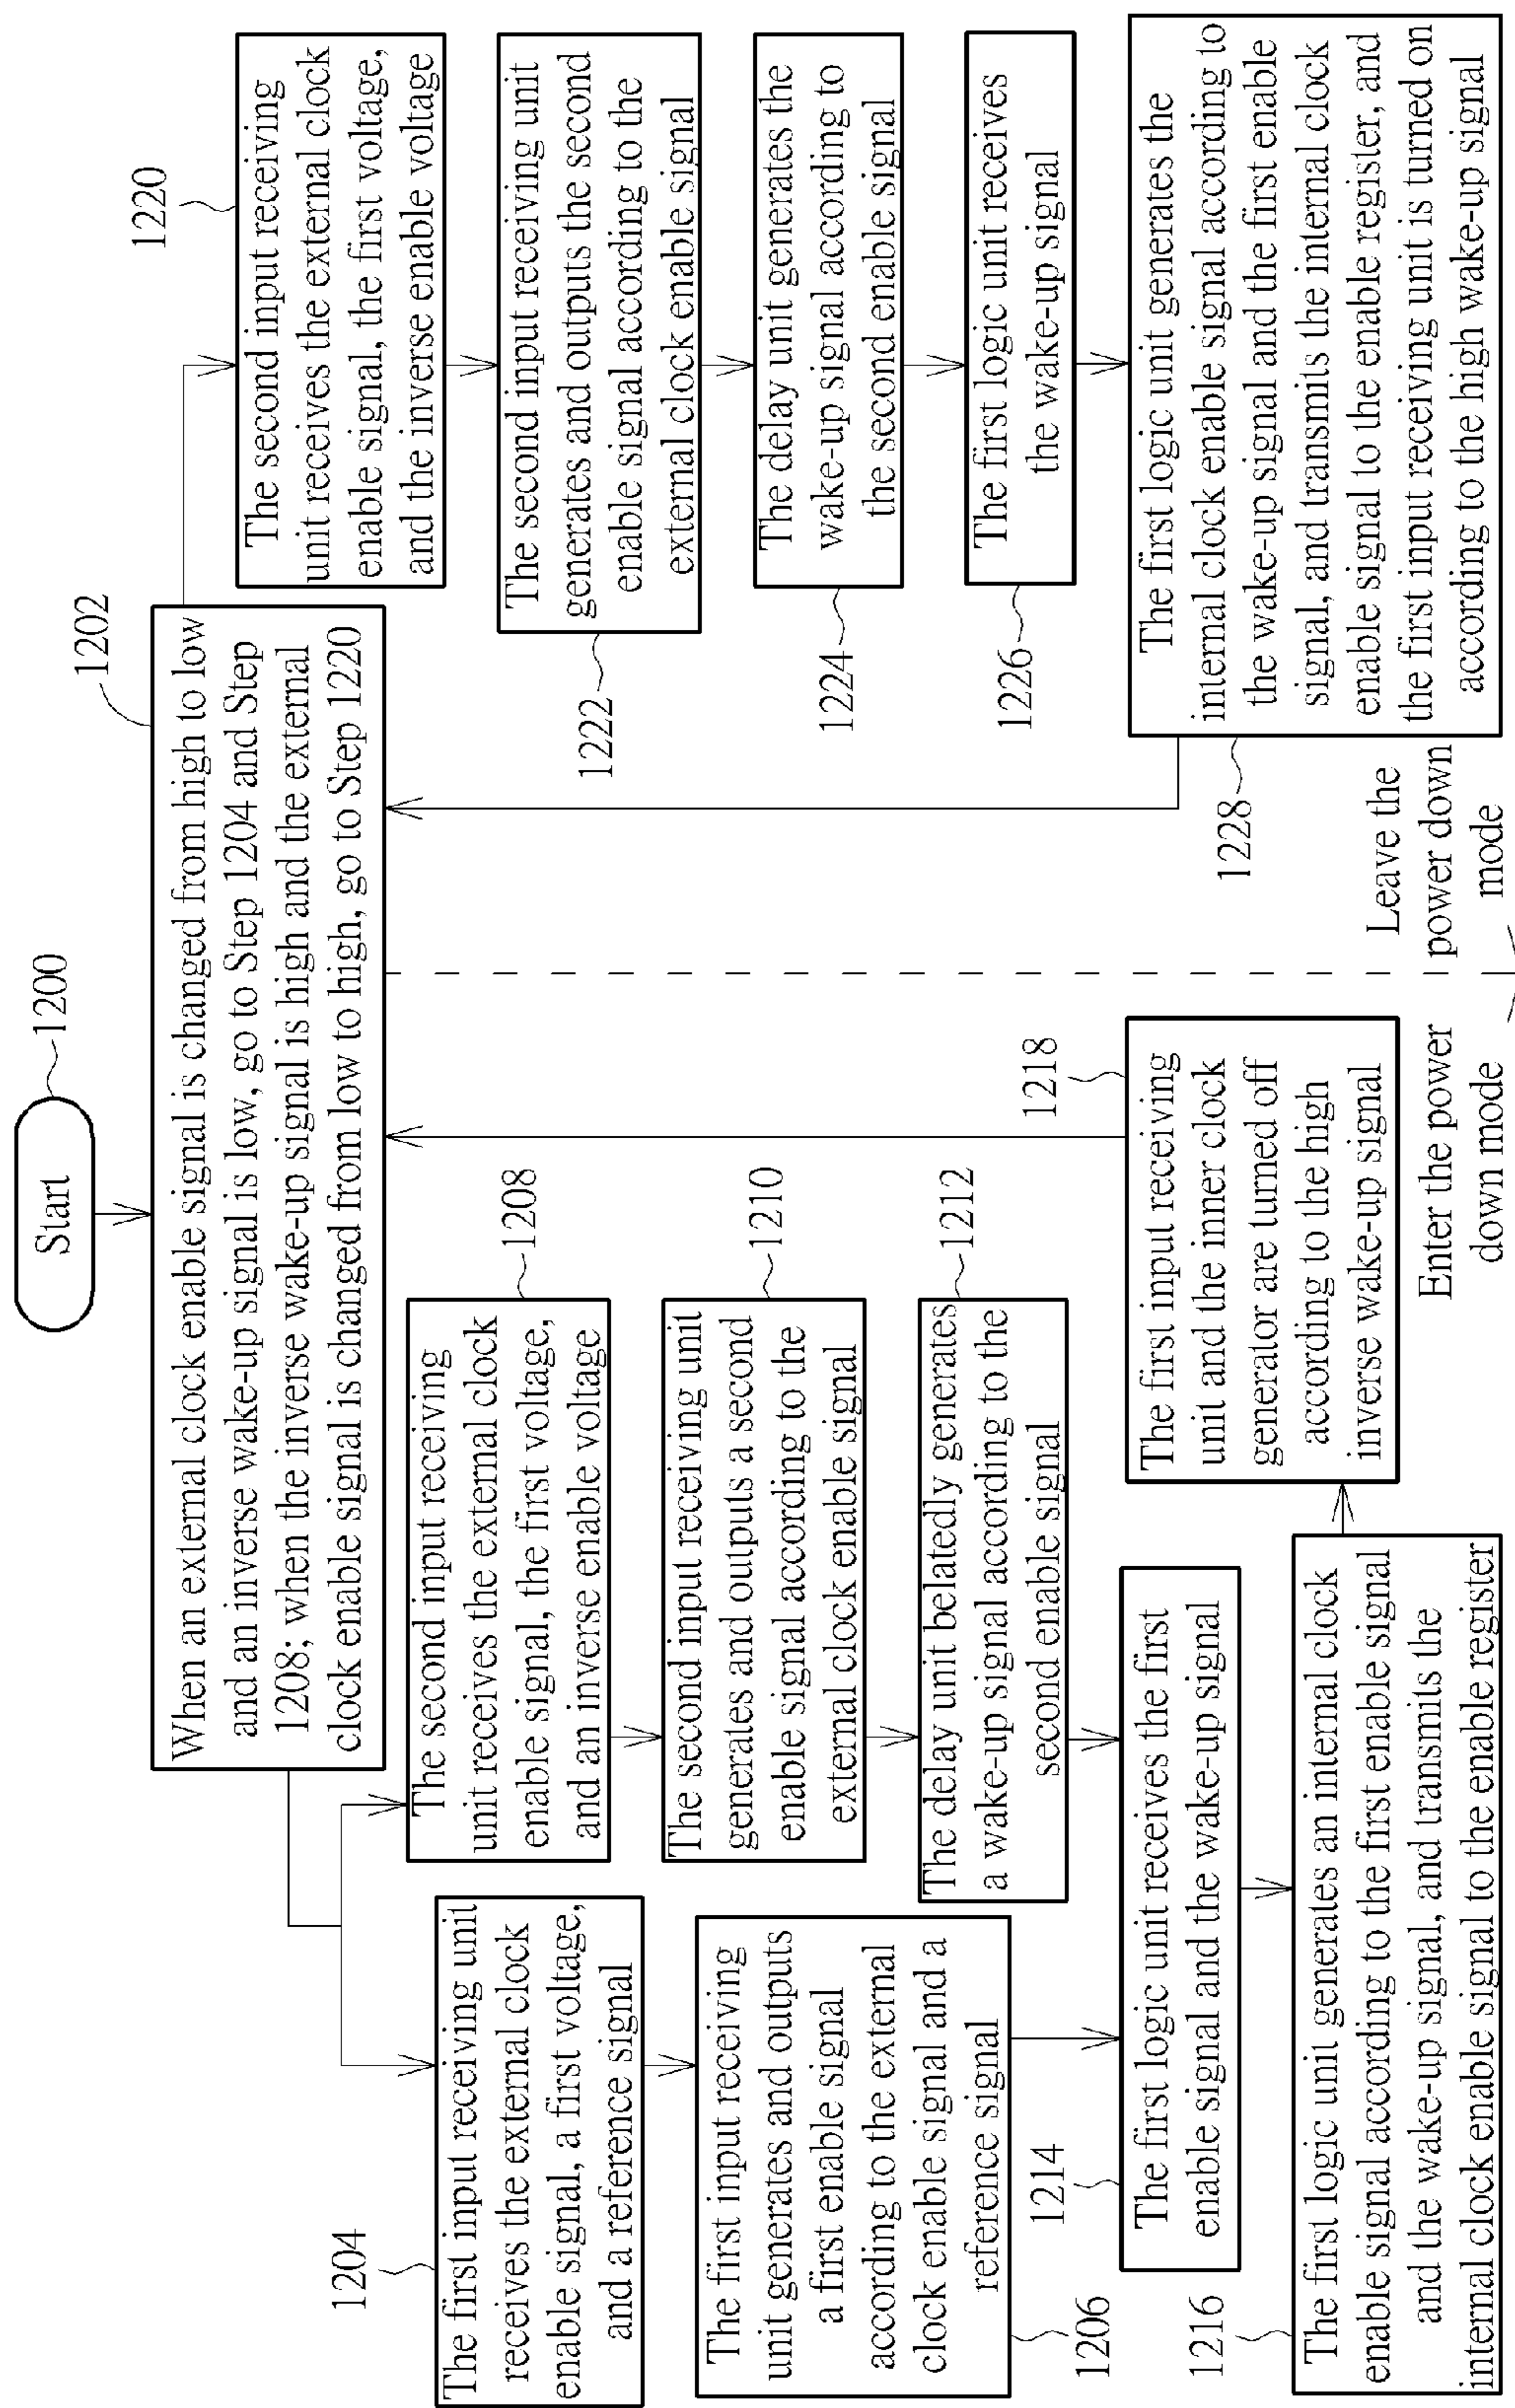 Start
1200
1202
When an external clock enable signal is changed from high to low
and an inverse wake-up signal is low, go to Step 1204 and Step
1208; when the inverse wake-up signal is high and the external
clock enable signal is changed from low to high, go to Step 1220
1204
The first input receiving unit
receives the external clock
enable signal, a first voltage,
and a reference signal
The first input receiving
unit generates and outputs
a first enable signal
according to the external
clock enable signal and a
reference signal
1206
The second input receiving
unit receives the external clock
enable signal, the first voltage,
and an inverse enable voltage
1208
The second input receiving unit
generates and outputs a second
enable signal according to the
external clock enable signal
1210
The delay unit belatedly generates
a wake-up signal according to the
second enable signal
1212
1214
The first logic unit receives the first
enable signal and the wake-up signal
1216
The first logic unit generates an internal clock
enable signal according to the first enable signal
and the wake-up signal, and transmits the
internal clock enable signal to the enable register
1218
The first input receiving
unit and the inner clock
generator are turned off
according to the high
inverse wake-up signal
Enter the power
down mode
1220
The second input receiving
unit receives the external clock
enable signal, the first voltage,
and the inverse enable voltage
The second input receiving unit
generates and outputs the second
enable signal according to the
external clock enable signal
1222
The delay unit generates the
wake-up signal according to
the second enable signal
1224
The first logic unit receives
the wake-up signal
1226
The first logic unit generates the
internal clock enable signal according to
the wake-up signal and the first enable
signal, and transmits the internal clock
enable signal to the enable register, and
the first input receiving unit is turned on
according to the high wake-up signal
1228
Leave the
power down
mode